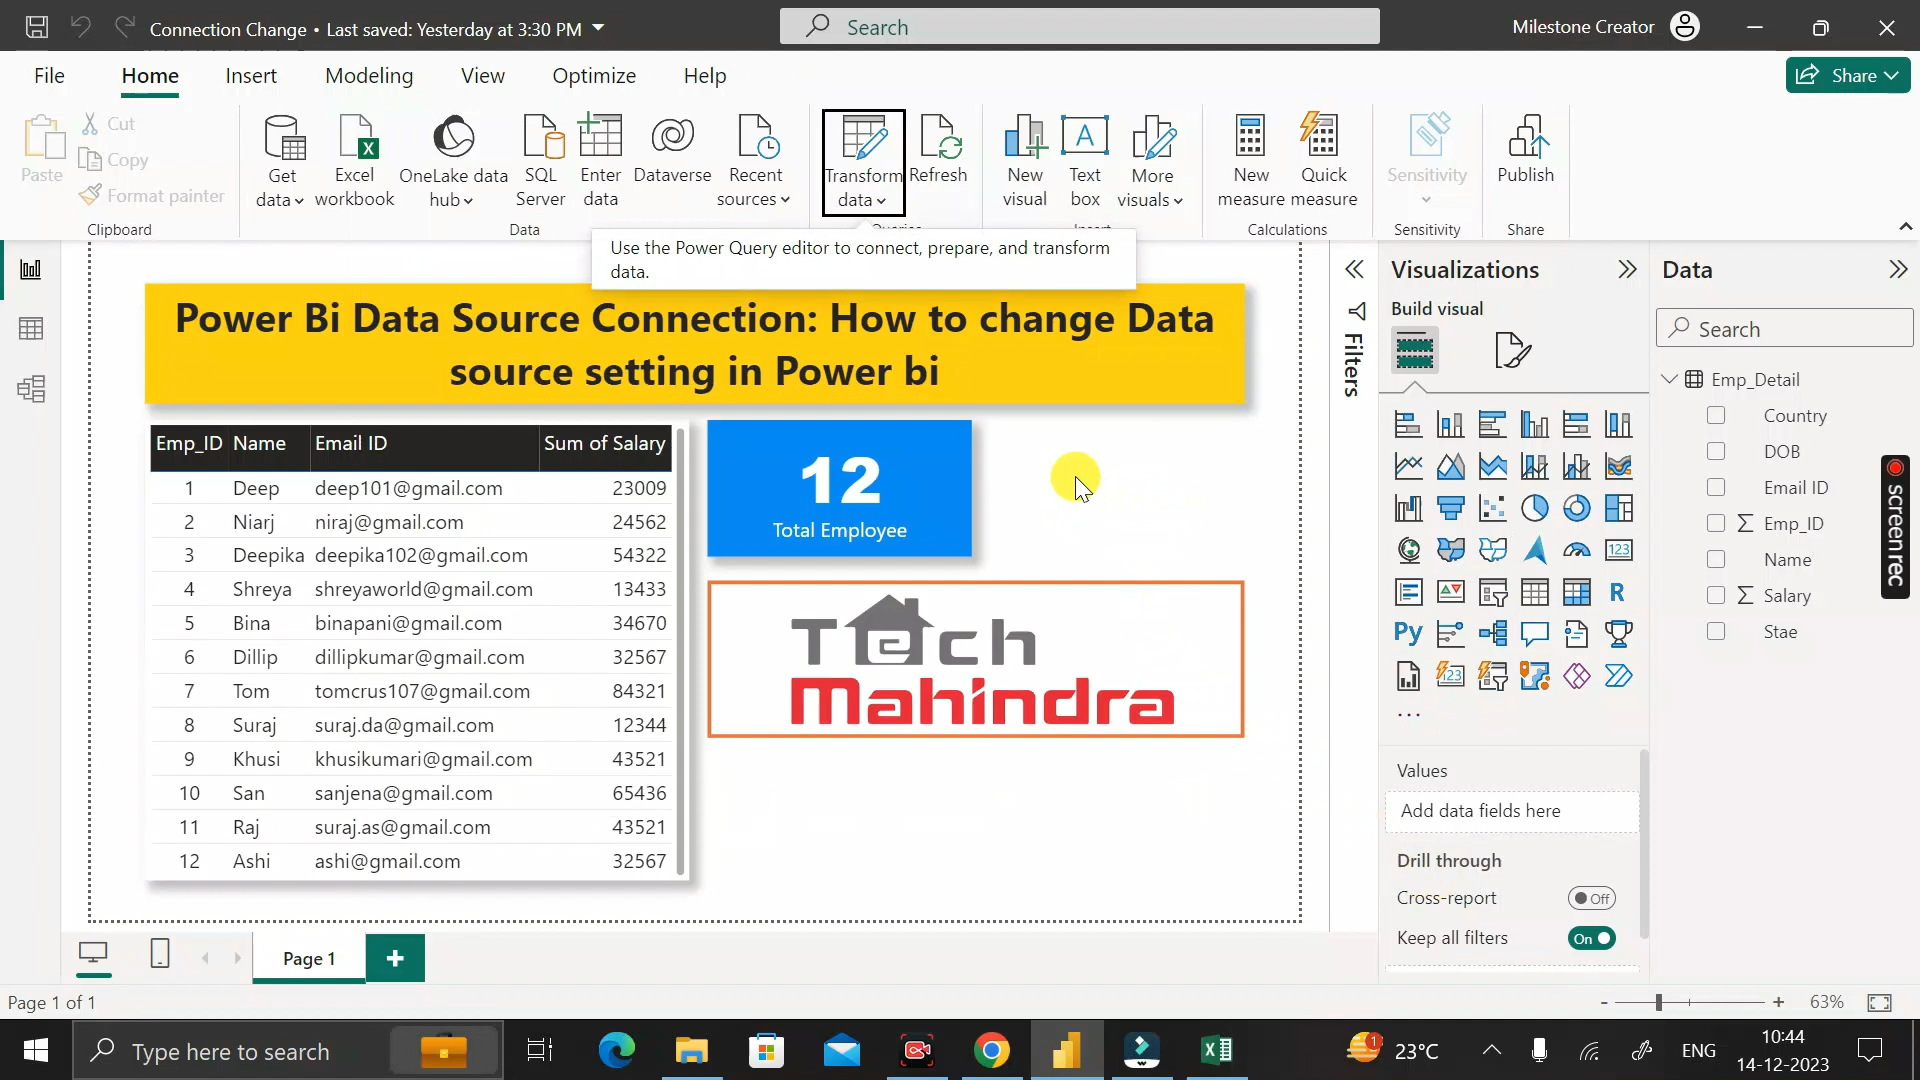 Connection Change • Last saved: Yesterday at 3:30 PM
Search
Milestone Creator
File
Home
Insert
Modeling
View
Optimize
Help
Share
Paste
Cut
Copy
Format painter
Clipboard
Get data
Excel workbook
OneLake data hub
SQL Server
Enter data
Dataverse
Recent sources
Data
Transform data
Refresh
New visual
Text box
More visuals
New measure
Quick measure
Calculations
Sensitivity
Sensitivity
Publish
Share
Use the Power Query editor to connect, prepare, and transform
data.
Power Bi Data Source Connection: How to change Data
source setting in Power bi
Emp_ID Name Email ID Sum of Salary
1 Deep deep101@gmail.com 23009
2 Niarj niraj@gmail.com 24562
3 Deepika deepika102@gmail.com 54322
4 Shreya shreyaworld@gmail.com 13433
5 Bina binapani@gmail.com 34670
6 Dillip dillipkumar@gmail.com 32567
7 Tom tomcrus107@gmail.com 84321
8 Suraj suraj.da@gmail.com 12344
9 Khusi khusikumari@gmail.com 43521
10 San sanjena@gmail.com 65436
11 Raj suraj.as@gmail.com 43521
12 Ashi ashi@gmail.com 32567
12
Total Employee
Tech
Mahindra
Filters
Visualizations
Build visual
123
R
Py
123
Values
Add data fields here
Drill through
Cross-report
Off
Keep all filters
On
Data
Search
Emp_Detail
Country
DOB
Email ID
Σ Emp_ID
Name
Σ Salary
Stae
screen rec
Page 1
Page 1 of 1
- + 63%
Type here to search
1
23°C
ENG
10:44
14-12-2023